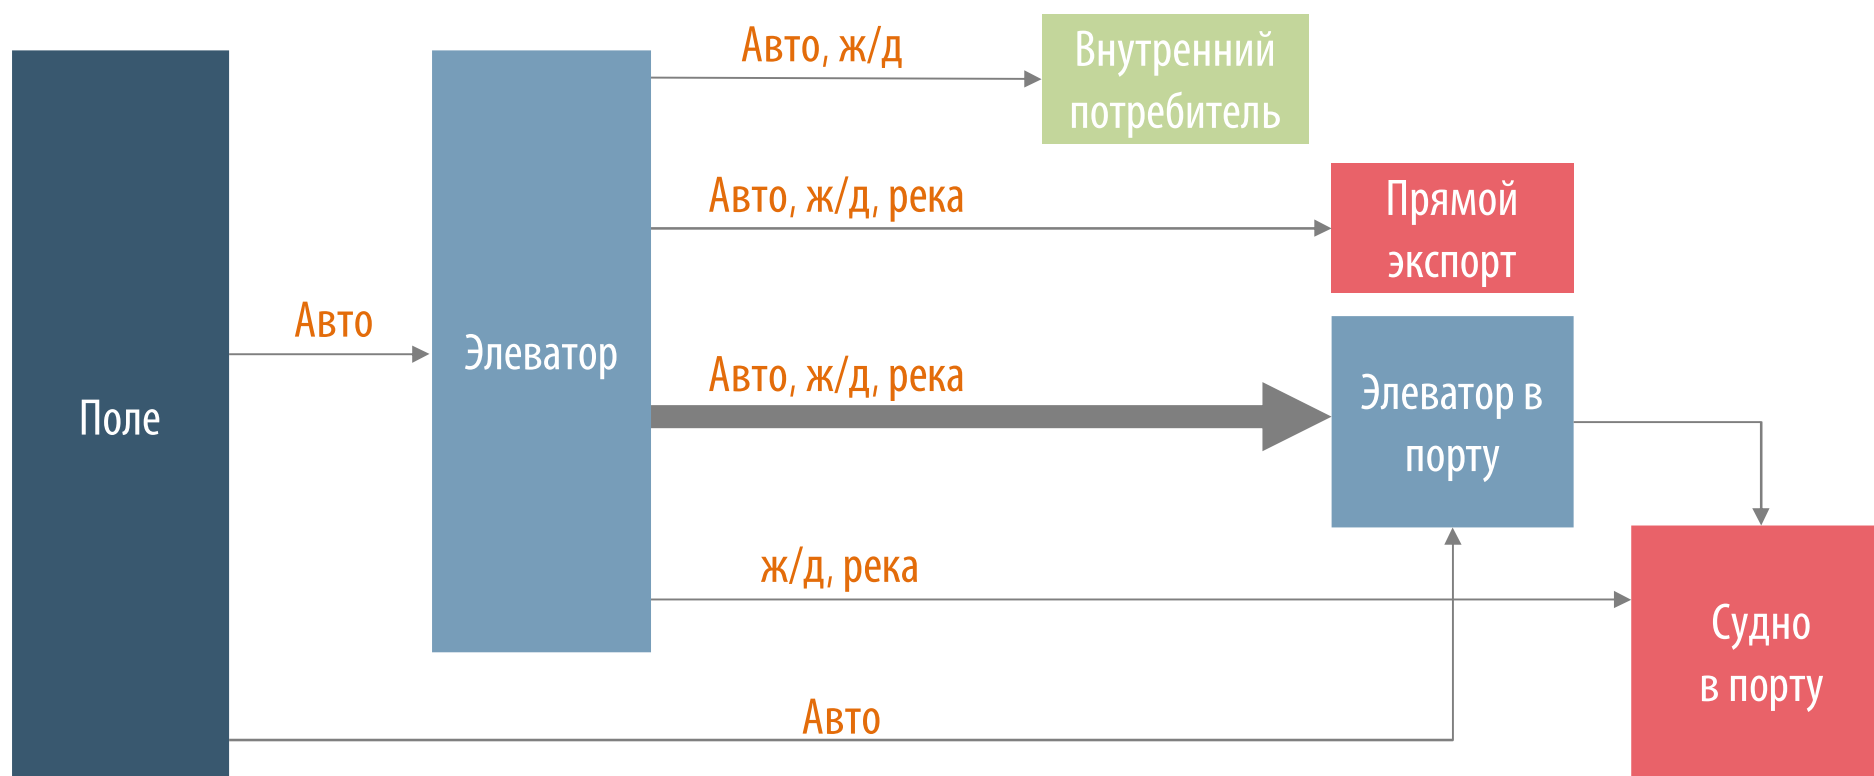 Авто, ж/д
Внутренний
потребитель
Авто, ж/д, река
Прямой
экспорт
Авто
Элеватор
Авто, ж/д, река
Элеватор в
порту
Поле
ж/д, река
Судно
в порту
Авто